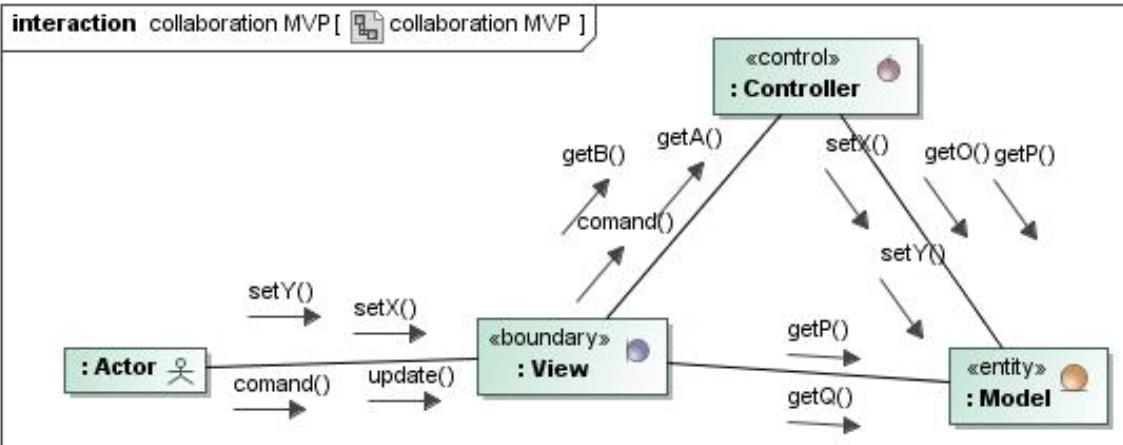 interaction collaboration MVP [ collaboration MVP ]
«control»
: Controller
getB()
getA()
setX()
getO()
getP()
comand()
setY()
setY()
setX()
«boundary»
: View
getP()
: Actor
comand()
update()
getQ()
«entity»
: Model